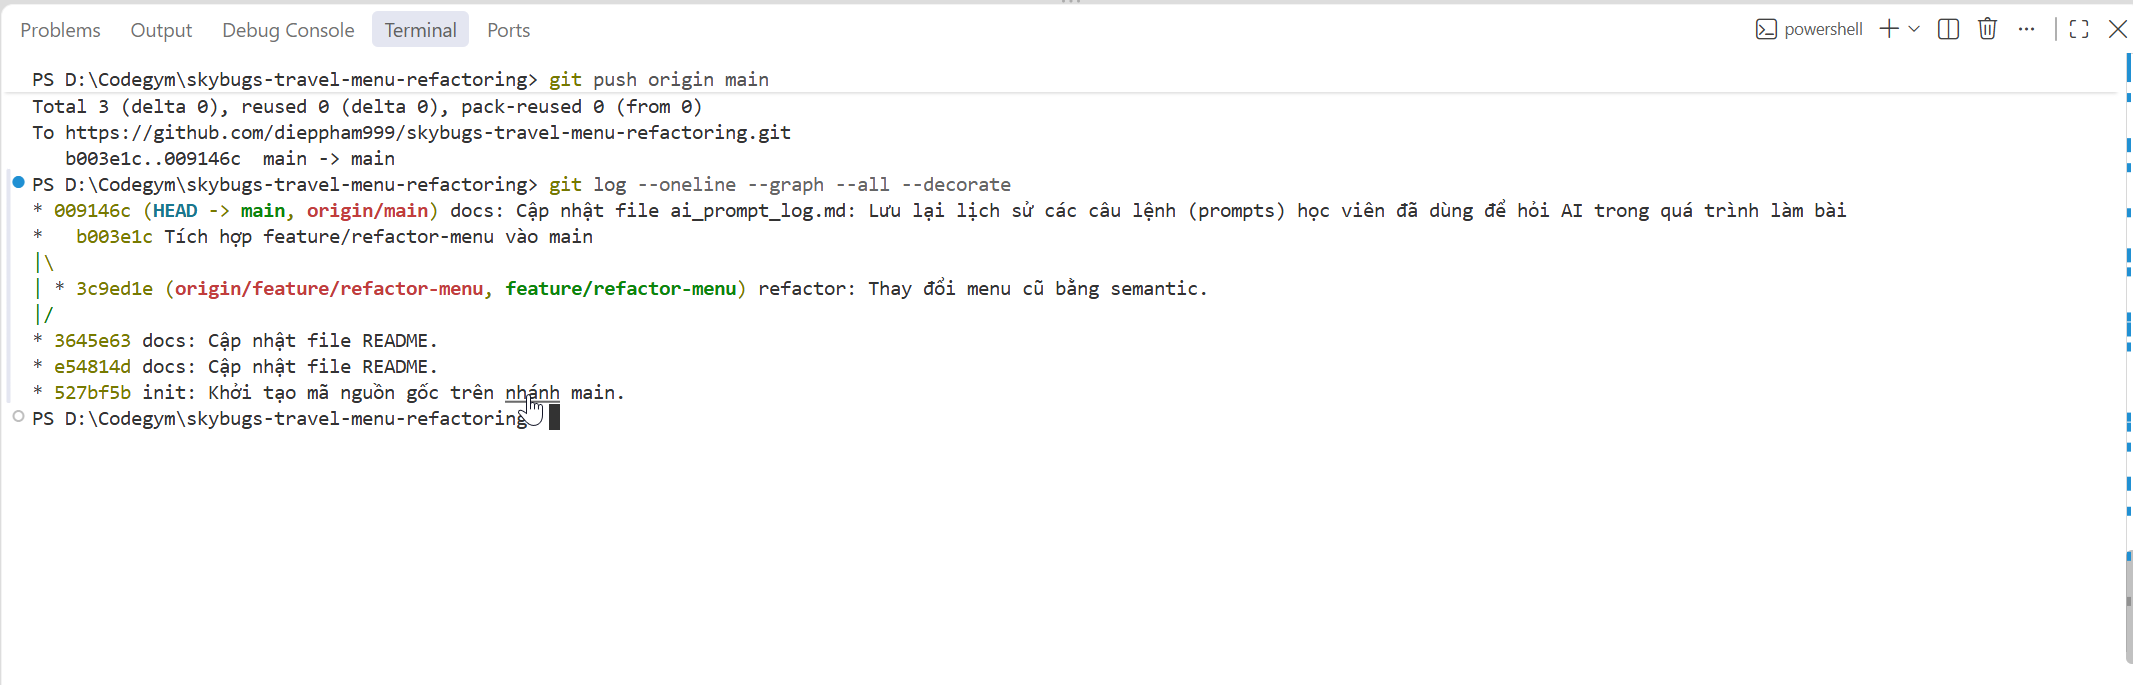 Problems Output Debug Console Terminal Ports powershell
PS D:\Codegym\skybugs-travel-menu-refactoring> git push origin main
Total 3 (delta 0), reused 0 (delta 0), pack-reused 0 (from 0)
To https://github.com/dieppham999/skybugs-travel-menu-refactoring.git
b003e1c..009146c  main -> main
PS D:\Codegym\skybugs-travel-menu-refactoring> git log --oneline --graph --all --decorate
* 009146c (HEAD -> main, origin/main) docs: Cập nhật file ai_prompt_log.md: Lưu lại lịch sử các câu lệnh (prompts) học viên đã dùng để hỏi AI trong quá trình làm bài
*   b003e1c Tích hợp feature/refactor-menu vào main
|\
| * 3c9ed1e (origin/feature/refactor-menu, feature/refactor-menu) refactor: Thay đổi menu cũ bằng semantic.
|/
* 3645e63 docs: Cập nhật file README.
* e54814d docs: Cập nhật file README.
* 527bf5b init: Khởi tạo mã nguồn gốc trên nhánh main.
PS D:\Codegym\skybugs-travel-menu-refactoring>